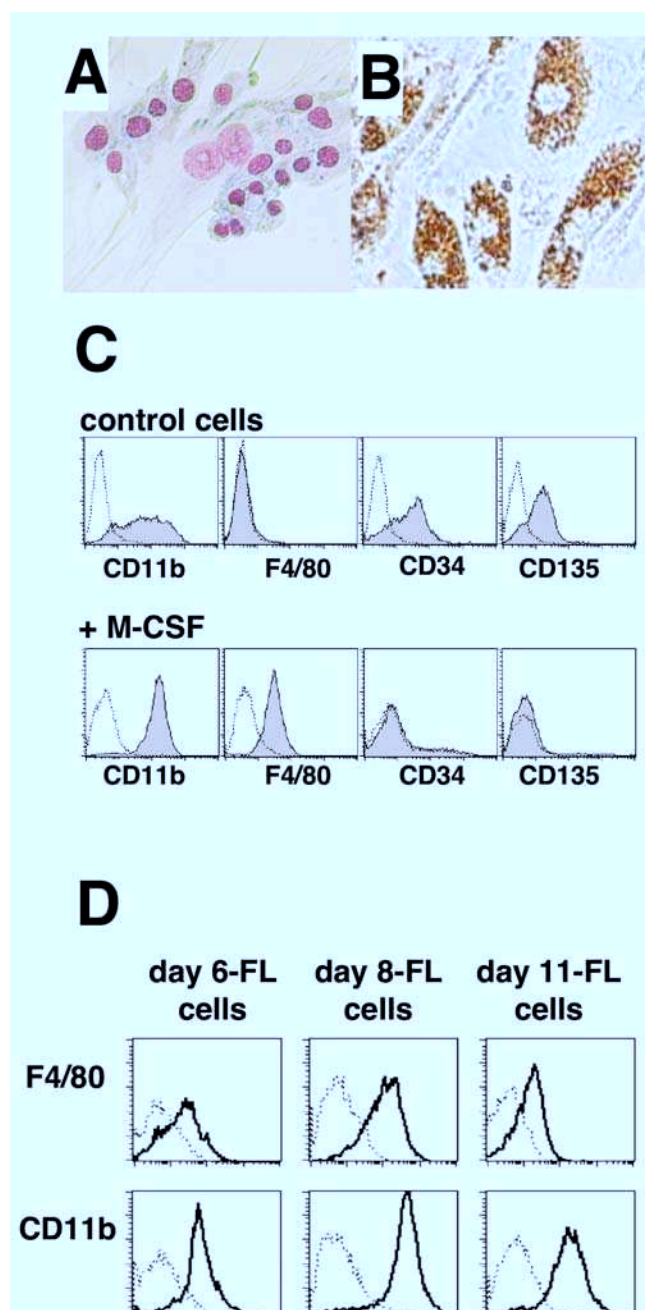 A
B
C
control cells
CD11b F4/80 CD34 CD135
+ M-CSF
CD11b F4/80 CD34 CD135
D
day 6-FL cells
day 8-FL cells
day 11-FL cells
F4/80
CD11b